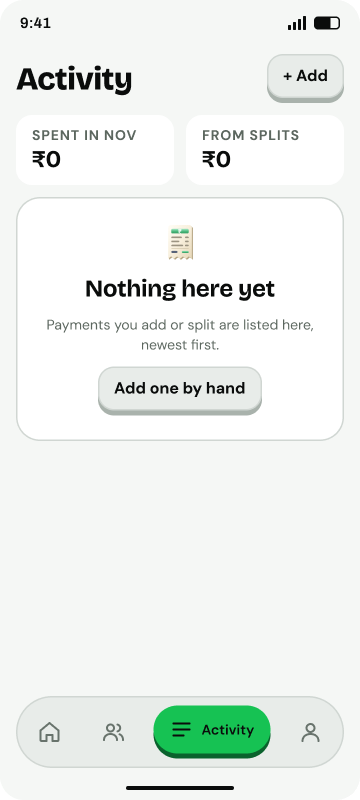 9:41
Activity
+ Add
SPENT IN NOV
₹0
FROM SPLITS
₹0
Nothing here yet
Payments you add or split are listed here,
newest first.
Add one by hand
Activity